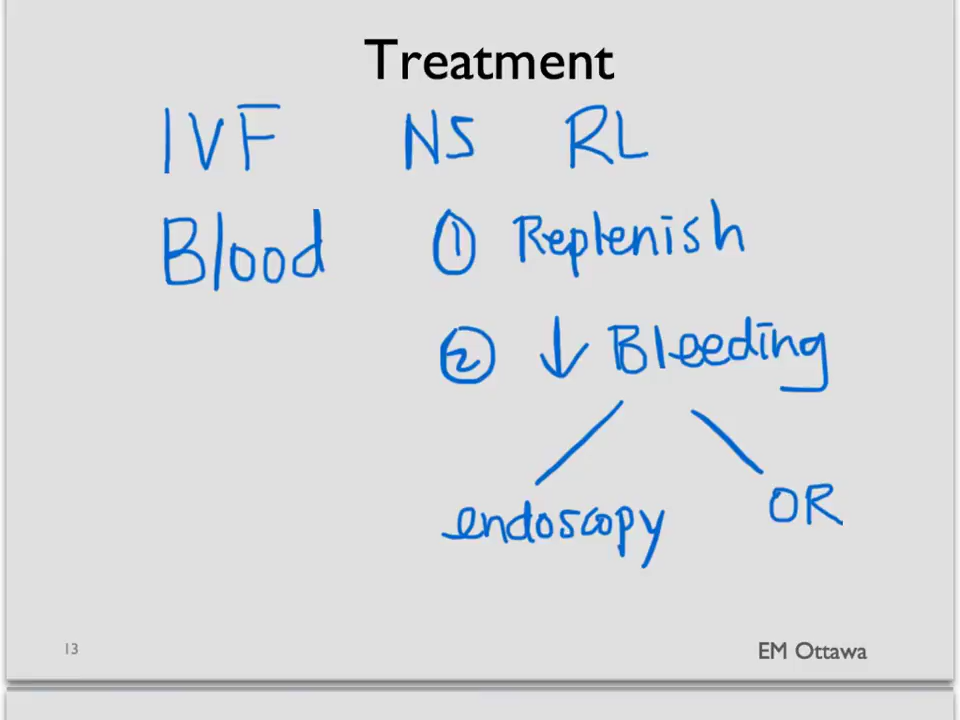 Treatment
IVF NS RL
Blood ① Replenish
② ↓ Bleeding
endoscopy OR
13 EM Ottawa